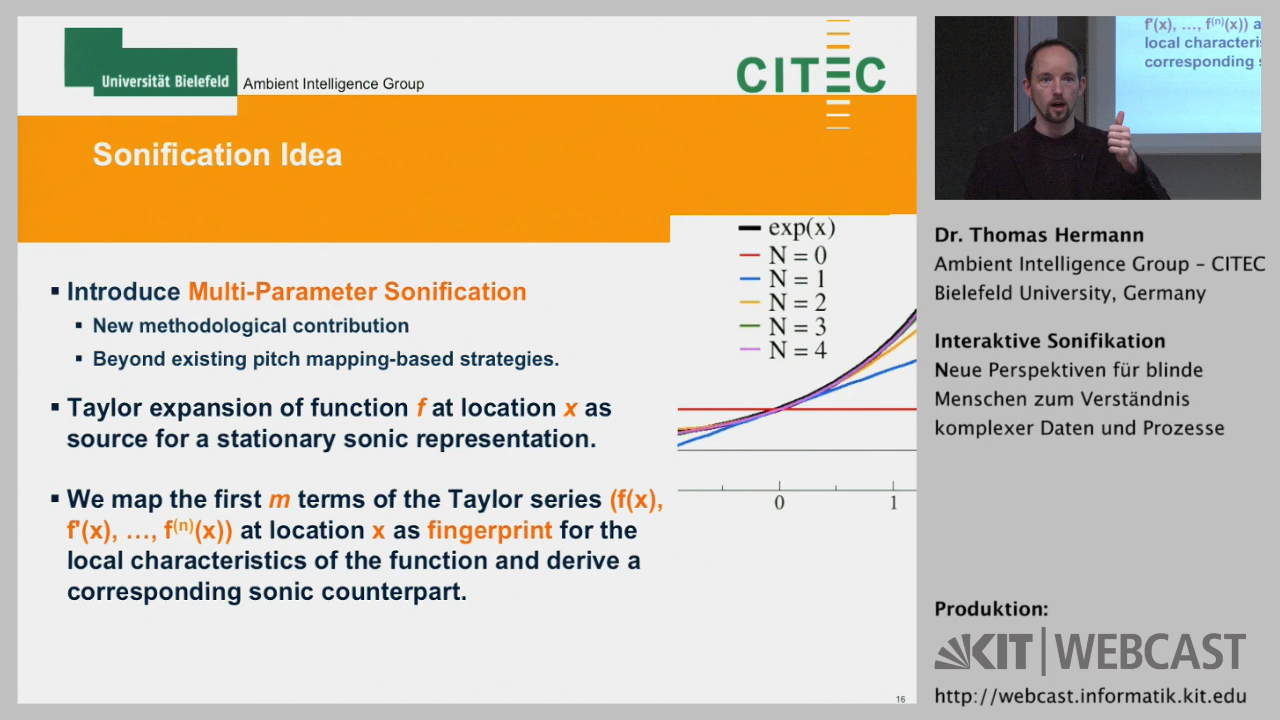 Universität Bielefeld
Ambient Intelligence Group
CITEC
Sonification Idea
▪ Introduce Multi-Parameter Sonification
▪ New methodological contribution
▪ Beyond existing pitch mapping-based strategies.
▪ Taylor expansion of function f at location x as
source for a stationary sonic representation.
▪ We map the first m terms of the Taylor series (f(x),
f'(x), …, f(n)(x)) at location x as fingerprint for the
local characteristics of the function and derive a
corresponding sonic counterpart.
exp(x)
N = 0
N = 1
N = 2
N = 3
N = 4
0 1
16
f'(x), …, f(n)(x)) a
local characteri
corresponding
Dr. Thomas Hermann
Ambient Intelligence Group – CITEC
Bielefeld University, Germany
Interaktive Sonifikation
Neue Perspektiven für blinde
Menschen zum Verständnis
komplexer Daten und Prozesse
Produktion:
KIT WEBCAST
http://webcast.informatik.kit.edu